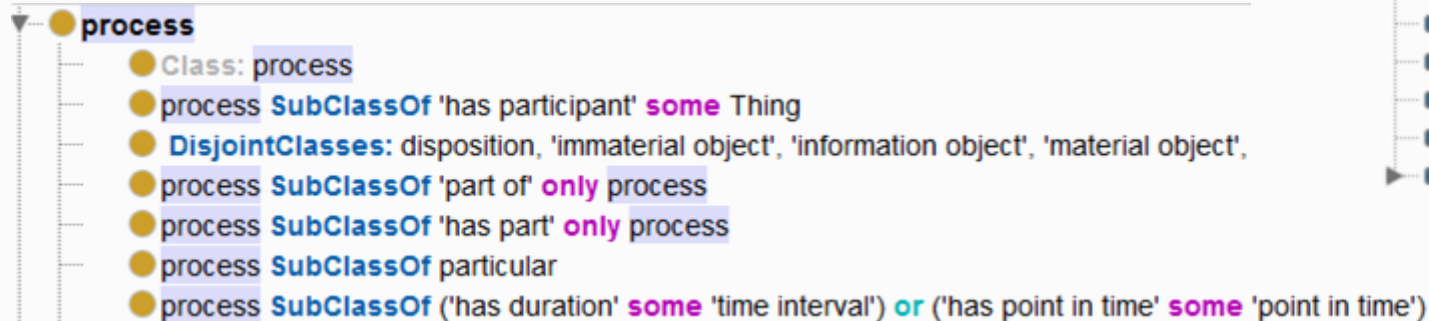 process
Class: process
process SubClassOf 'has participant' some Thing
DisjointClasses: disposition, 'immaterial object', 'information object', 'material object',
process SubClassOf 'part of' only process
process SubClassOf 'has part' only process
process SubClassOf particular
process SubClassOf ('has duration' some 'time interval') or ('has point in time' some 'point in time')